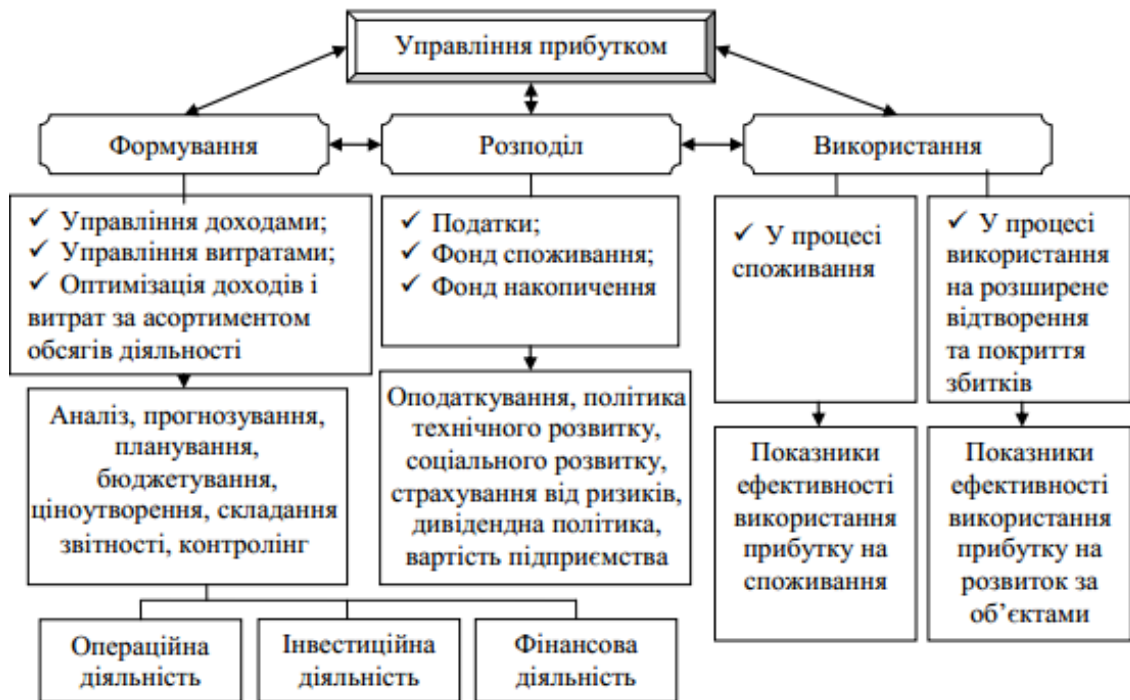 Управління прибутком
Формування
Розподіл
Використання
✓ Управління доходами;
✓ Управління витратами;
✓ Оптимізація доходів і
витрат за асортиментом
обсягів діяльності
✓ Податки;
✓ Фонд споживання;
✓ Фонд накопичення
✓ У процесі
споживання
✓ У процесі
використання
на розширене
відтворення
та покриття
збитків
Аналіз, прогнозування,
планування,
бюджетування,
ціноутворення, складання
звітності, контролінг
Оподаткування, політика
технічного розвитку,
соціального розвитку,
страхування від ризиків,
дивідендна політика,
вартість підприємства
Показники
ефективності
використання
прибутку на
споживання
Показники
ефективності
використання
прибутку на
розвиток за
об’єктами
Операційна
діяльність
Інвестиційна
діяльність
Фінансова
діяльність